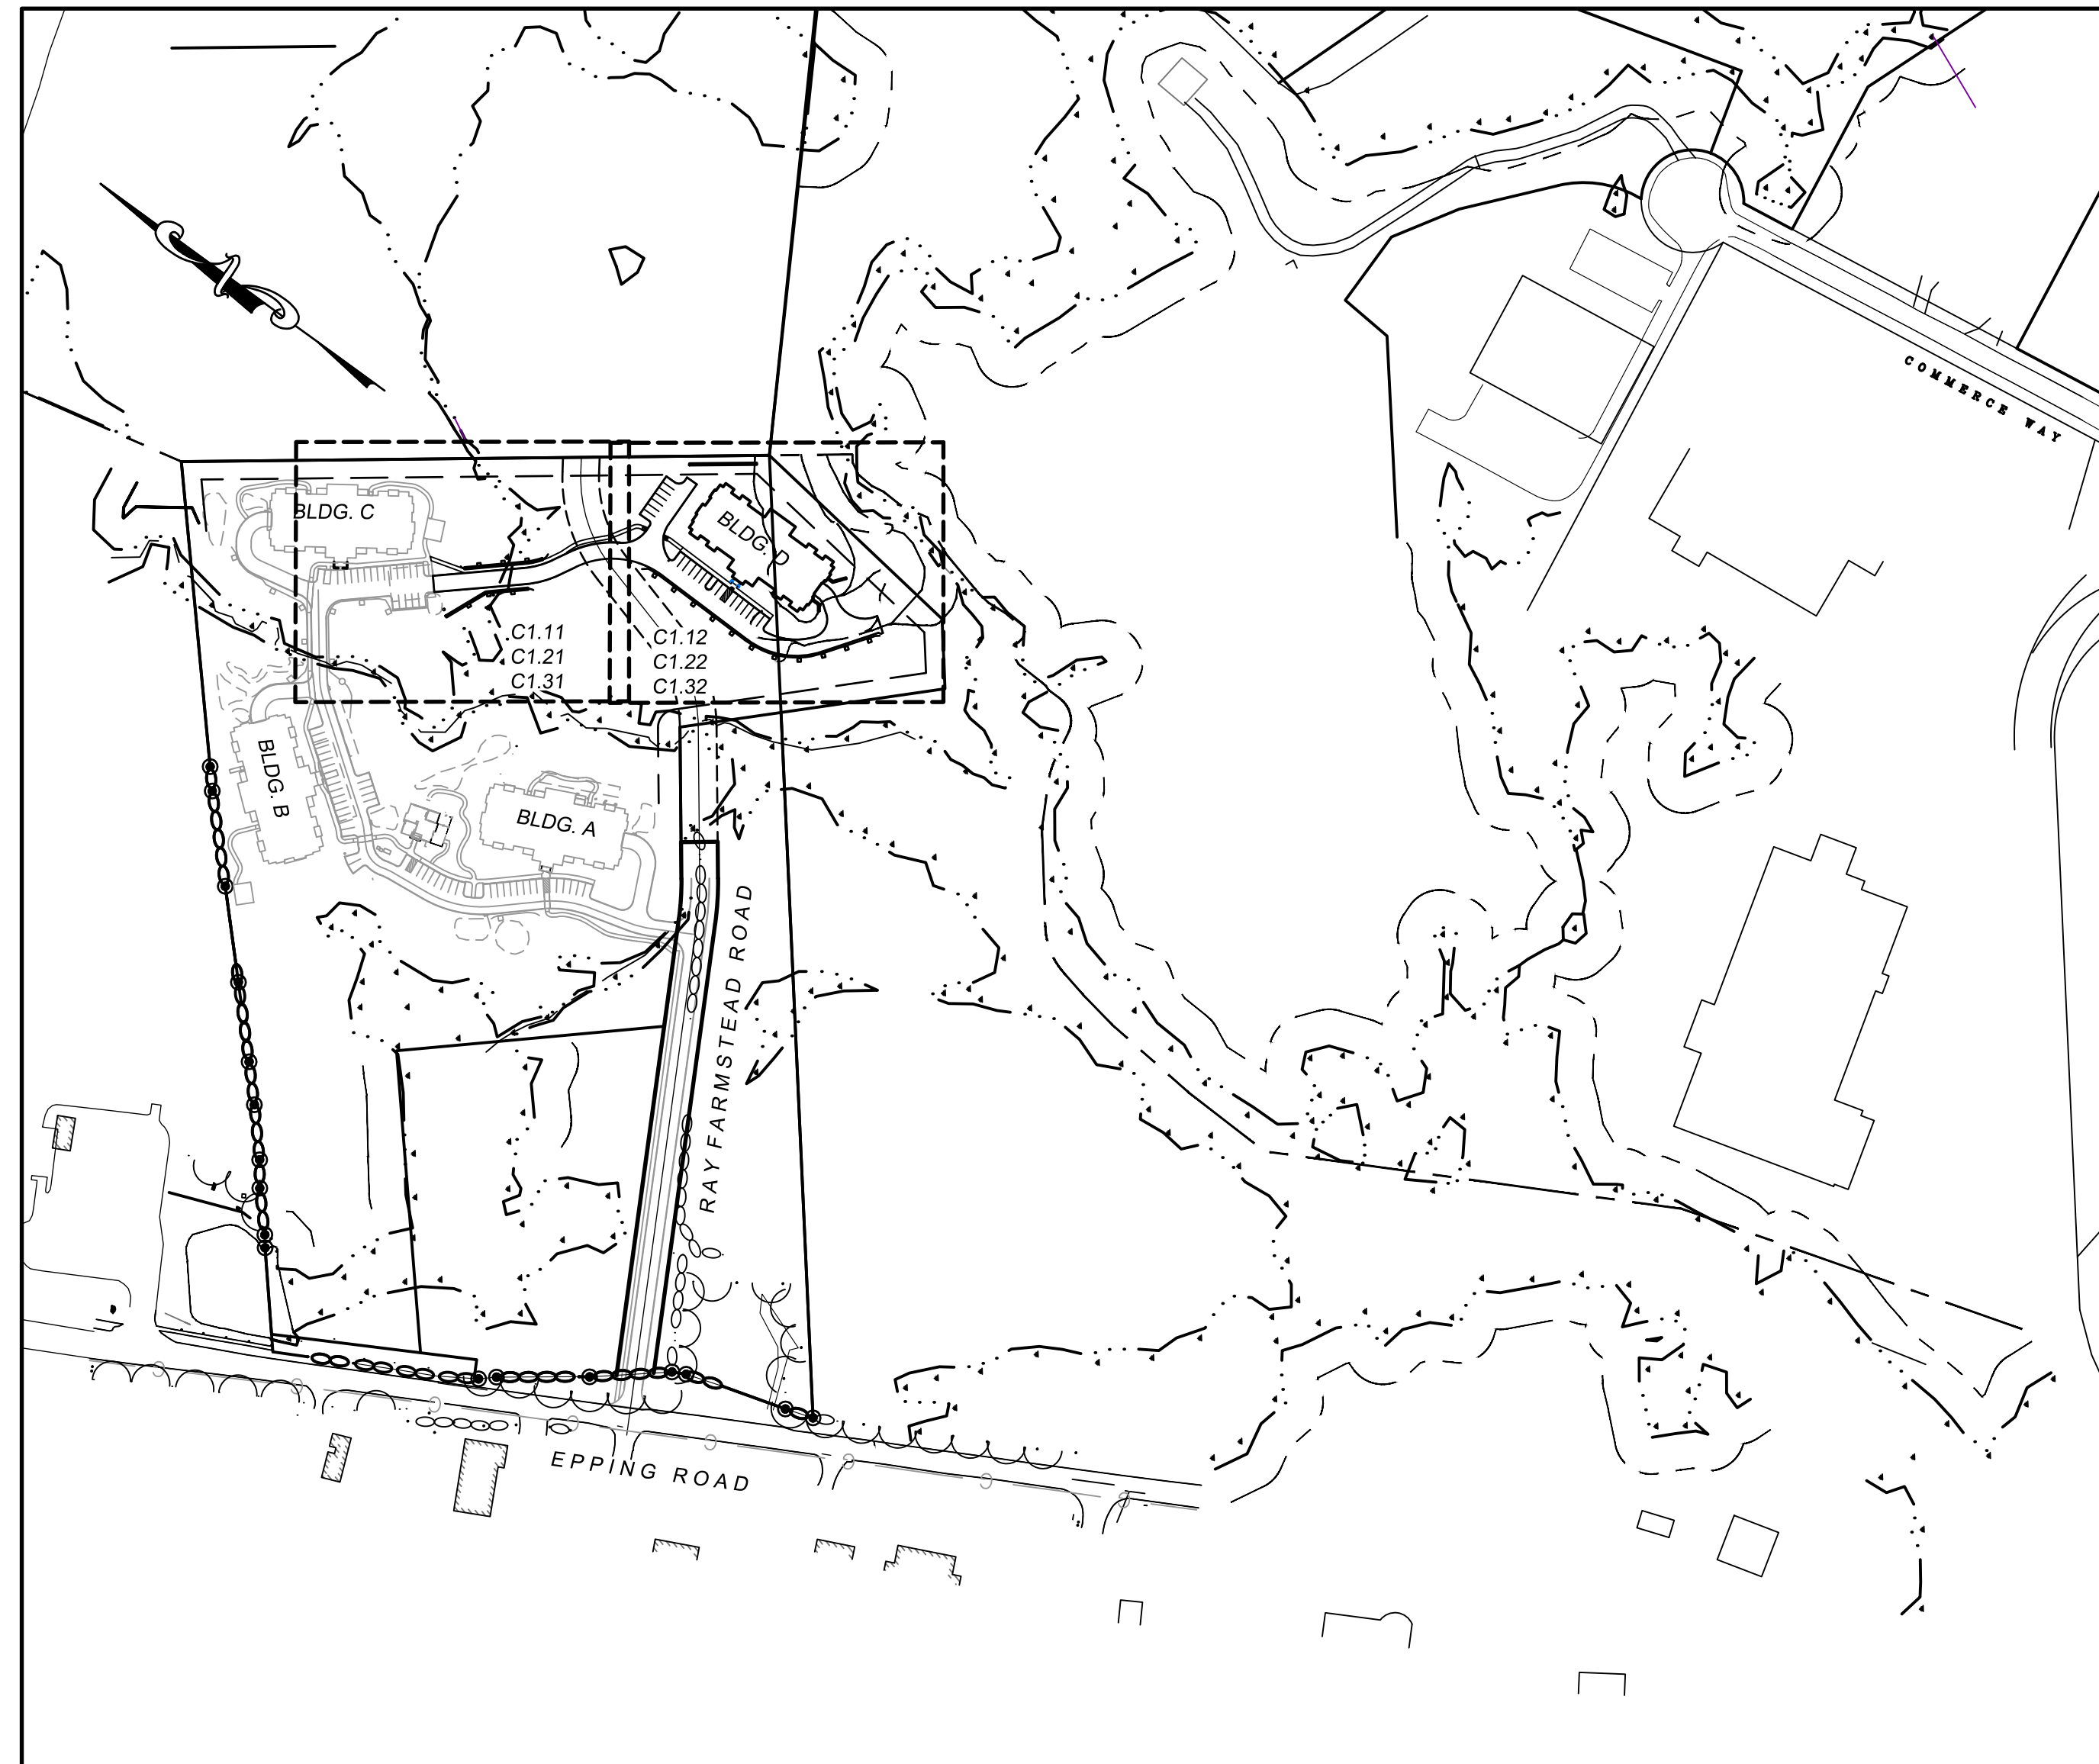 COMMERCE WAY
BLDG. C
BLDG. D
C1.11
C1.21
C1.31
C1.12
C1.22
C1.32
BLDG. B
BLDG. A
RAY FARMSTEAD ROAD
EPPING ROAD